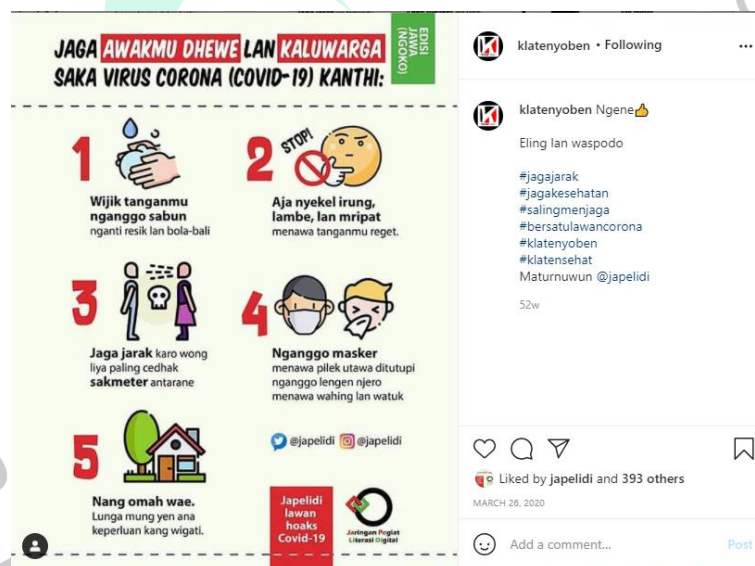 JAGA AWAKMU DHEWE LAN KALUWARGA
SAKA VIRUS CORONA (COVID-19) KANTHI:
EDISI
JAWA
(NGOKO)
1
Wijik tanganmu
nganggo sabun
nganti resik lan bola-bali
2
STOP!
Aja nyekel irung,
lambe, lan mripat
menawa tanganmu reget.
3
Jaga jarak karo wong
liya paling cedhak
sakmeter antarane
4
Nganggo masker
menawa pilek utawa ditutupi
nganggo lengen njero
menawa wahing lan watuk
5
Nang omah wae.
Lunga mung yen ana
keperluan kang wigati.
@japelidi @japelidi
Japelidi
lawan
hoaks
Covid-19
Jaringan Pegiat
Literasi Digital
klatenyoben • Following
klatenyoben Ngene👍
Eling lan waspodo
#jagajarak
#jagakesehatan
#salingmenjaga
#bersatulawancorona
#klatenyoben
#klatensehat
Maturnuwun @japelidi
52w
Liked by japelidi and 393 others
MARCH 26, 2020
Add a comment...
Post